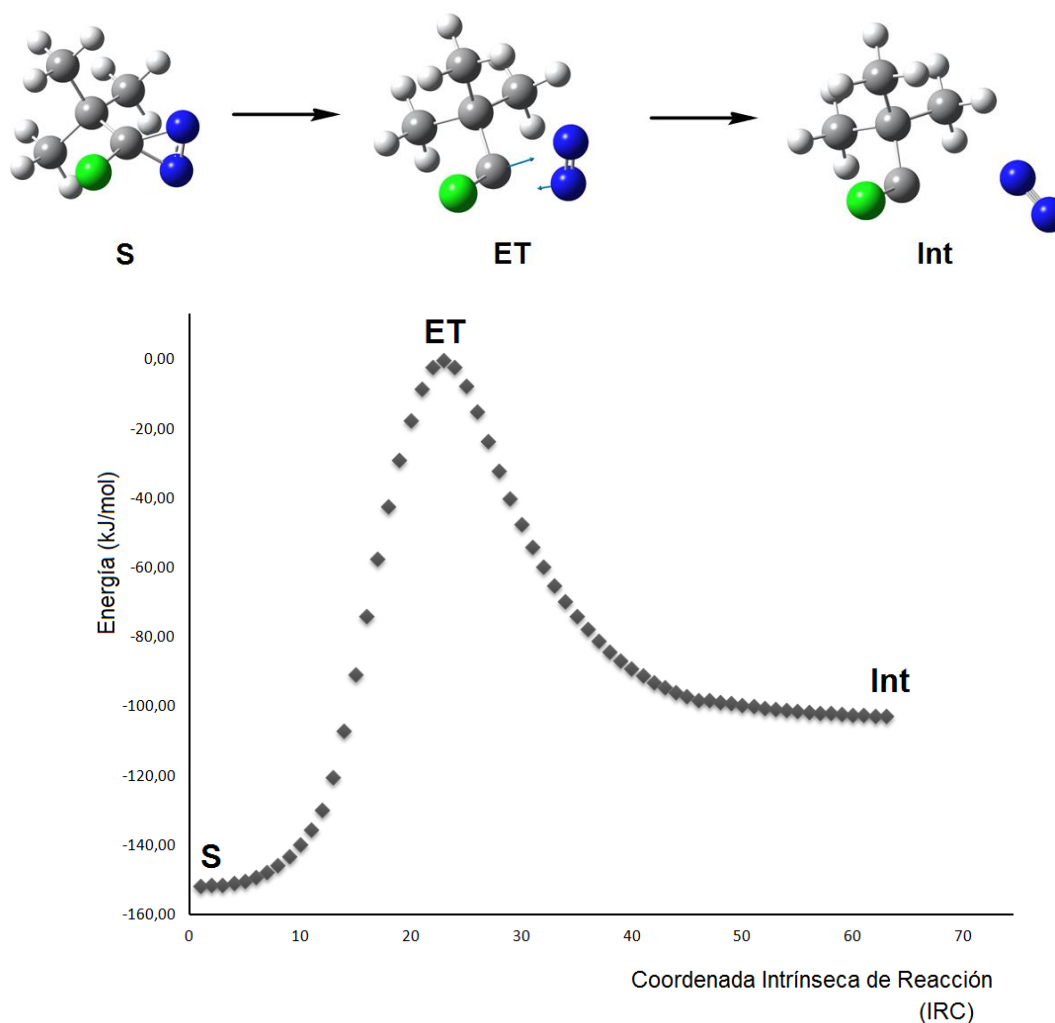 S
ET
Int
ET
0,00
-20,00
-40,00
-60,00
-80,00
-100,00
-120,00
-140,00
-160,00
Energía (kJ/mol)
S
Int
0 10 20 30 40 50 60 70
Coordenada Intrínseca de Reacción
(IRC)